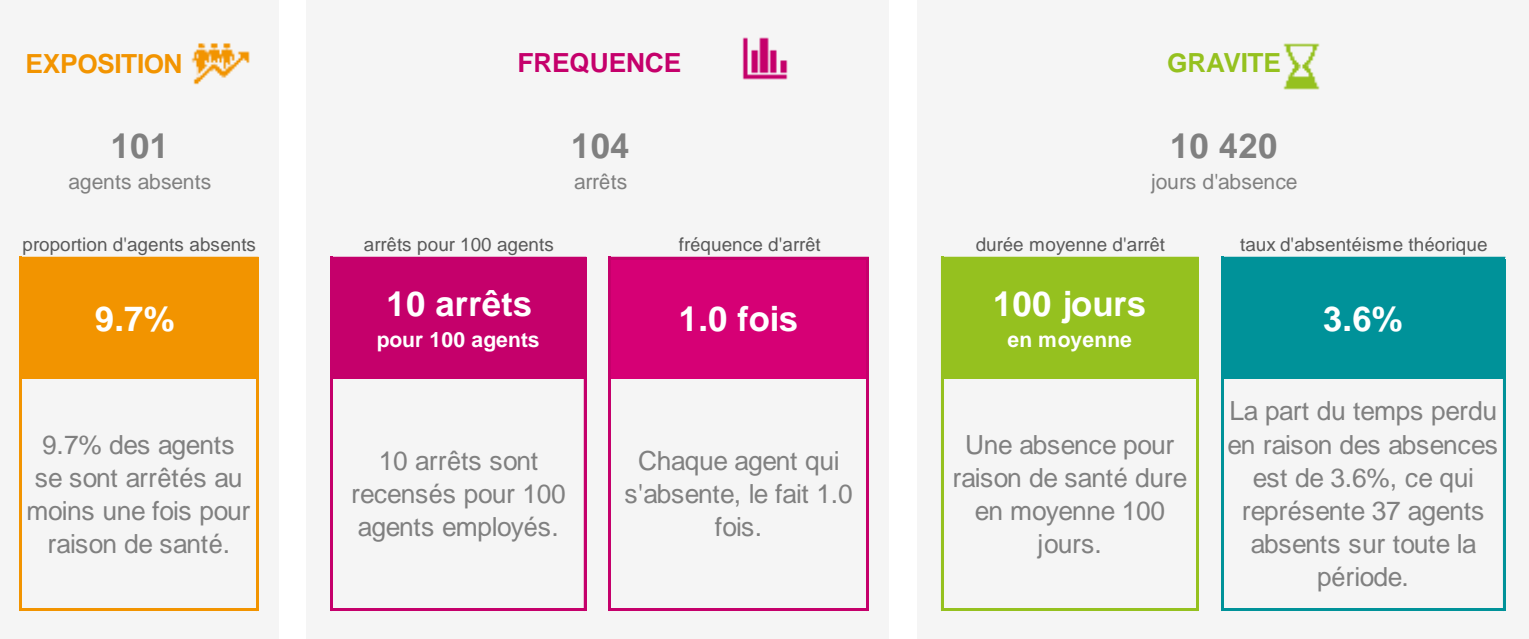 EXPOSITION
101
agents absents
proportion d'agents absents
9.7%
9.7% des agents
se sont arrêtés au
moins une fois pour
raison de santé.
FREQUENCE
104
arrêts
arrêts pour 100 agents
10 arrêts
pour 100 agents
10 arrêts sont
recensés pour 100
agents employés.
fréquence d'arrêt
1.0 fois
Chaque agent qui
s'absente, le fait 1.0
fois.
GRAVITE
10 420
jours d'absence
durée moyenne d'arrêt
100 jours
en moyenne
Une absence pour
raison de santé dure
en moyenne 100
jours.
taux d'absentéisme théorique
3.6%
La part du temps perdu
en raison des absences
est de 3.6%, ce qui
représente 37 agents
absents sur toute la
période.